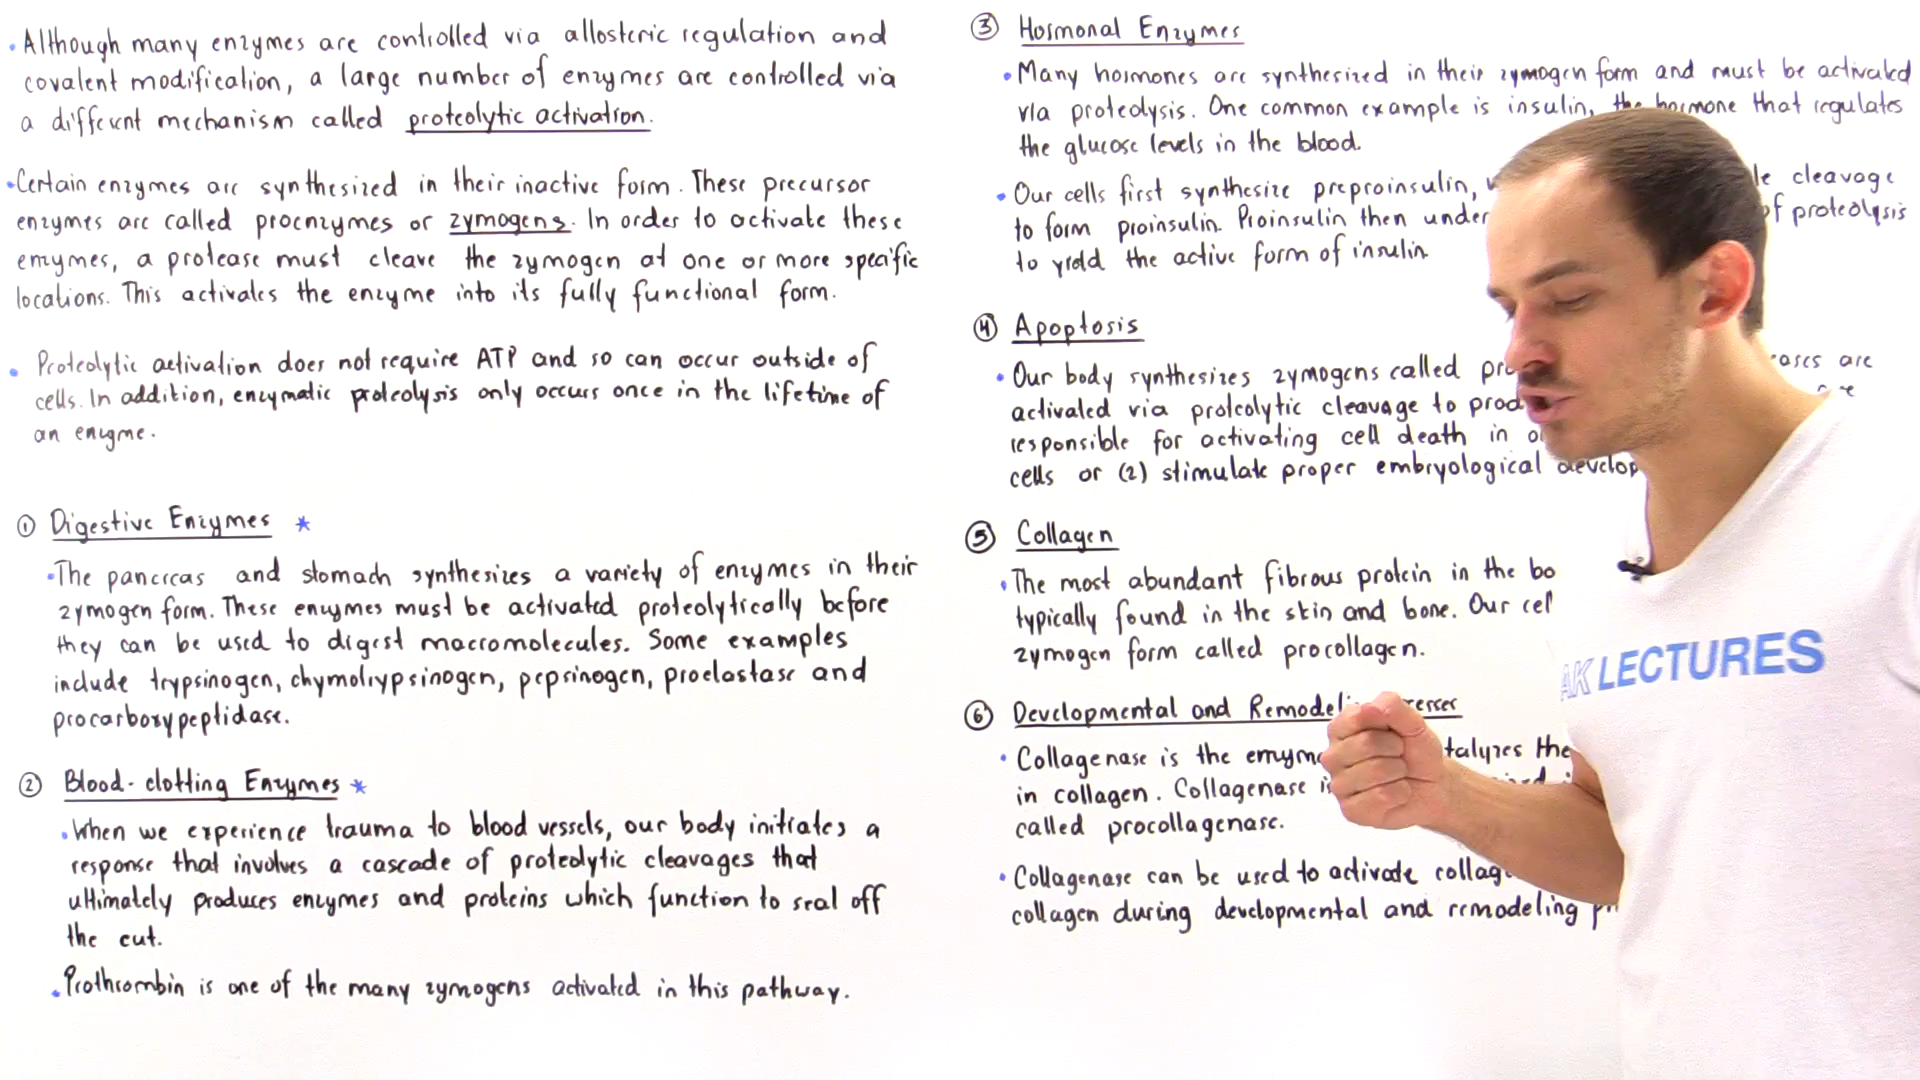 • Although many enzymes are controlled via allosteric regulation and
covalent modification, a large number of enzymes are controlled via
a different mechanism called proteolytic activation.
• Certain enzymes are synthesized in their inactive form. These precursor
enzymes are called proenzymes or zymogens. In order to activate these
enzymes, a protease must cleave the zymogen at one or more specific
locations. This activates the enzyme into its fully functional form.
• Proteolytic activation does not require ATP and so can occur outside of
cells. In addition, enzymatic proteolysis only occurs once in the lifetime of
an enzyme.
① Digestive Enzymes *
• The pancreas and stomach synthesizes a variety of enzymes in their
zymogen form. These enzymes must be activated proteolytically before
they can be used to digest macromolecules. Some examples
include trypsinogen, chymotrypsinogen, pepsinogen, proelastase and
procarboxypeptidase.
② Blood-clotting Enzymes *
• When we experience trauma to blood vessels, our body initiates a
response that involves a cascade of proteolytic cleavages that
ultimately produces enzymes and proteins which function to seal off
the cut.
• Prothrombin is one of the many zymogens activated in this pathway.
③ Hormonal Enzymes
• Many hormones are synthesized in their zymogen form and must be activated
via proteolysis. One common example is insulin, the hormone that regulates
the glucose levels in the blood.
• Our cells first synthesize preproinsulin, cleavage
to form proinsulin. Proinsulin then of proteolysis
to yield the active form of insulin
④ Apoptosis
• Our body synthesizes zymogens called are
activated via proteolytic cleavage to
responsible for activating cell death in
cells or (2) stimulate proper embryological
⑤ Collagen
• The most abundant fibrous protein in the
typically found in the skin and bone. Our
zymogen form called procollagen.
⑥ Developmental and
• Collagenase is the the
in collagen. Collagenase
called procollagenase.
• Collagenase can be used to activate
collagen during developmental and remodeling
AK LECTURES